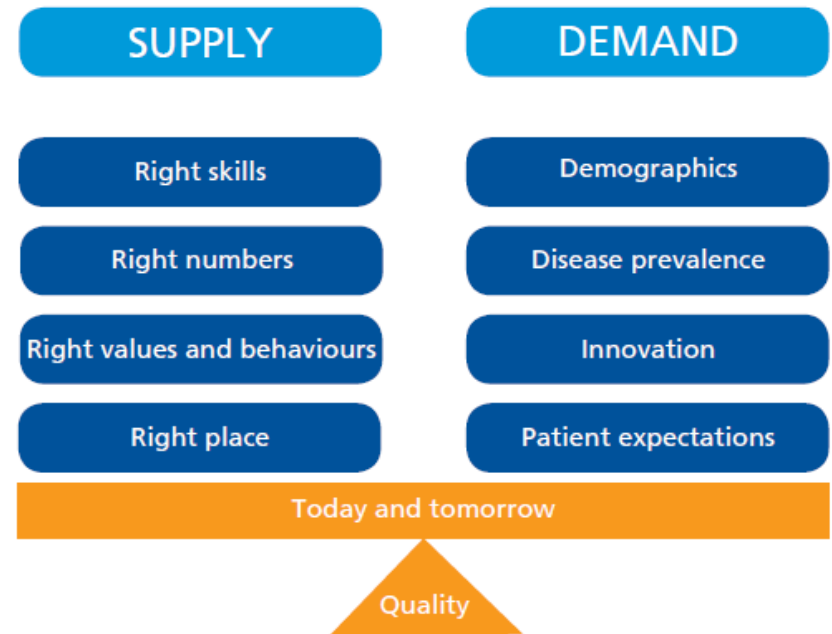 SUPPLY
Right skills
Right numbers
Right values and behaviours
Right place
DEMAND
Demographics
Disease prevalence
Innovation
Patient expectations
Today and tomorrow
Quality